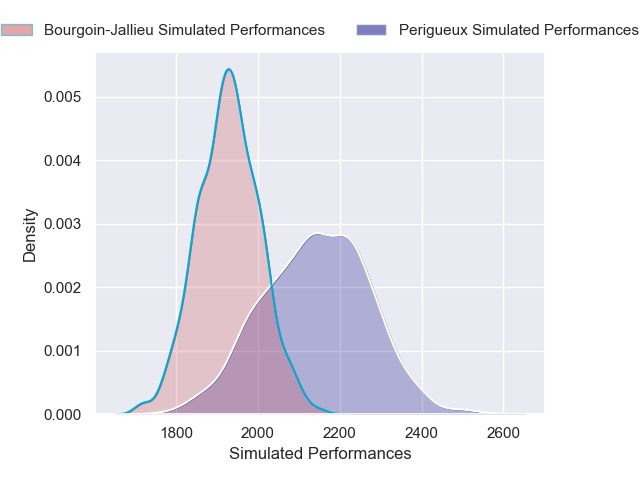 Bourgoin-Jallieu Simulated Performances
Perigueux Simulated Performances
0.005
0.004
0.003
0.002
0.001
0.000
Density
1800
2000
2200
2400
2600
Simulated Performances